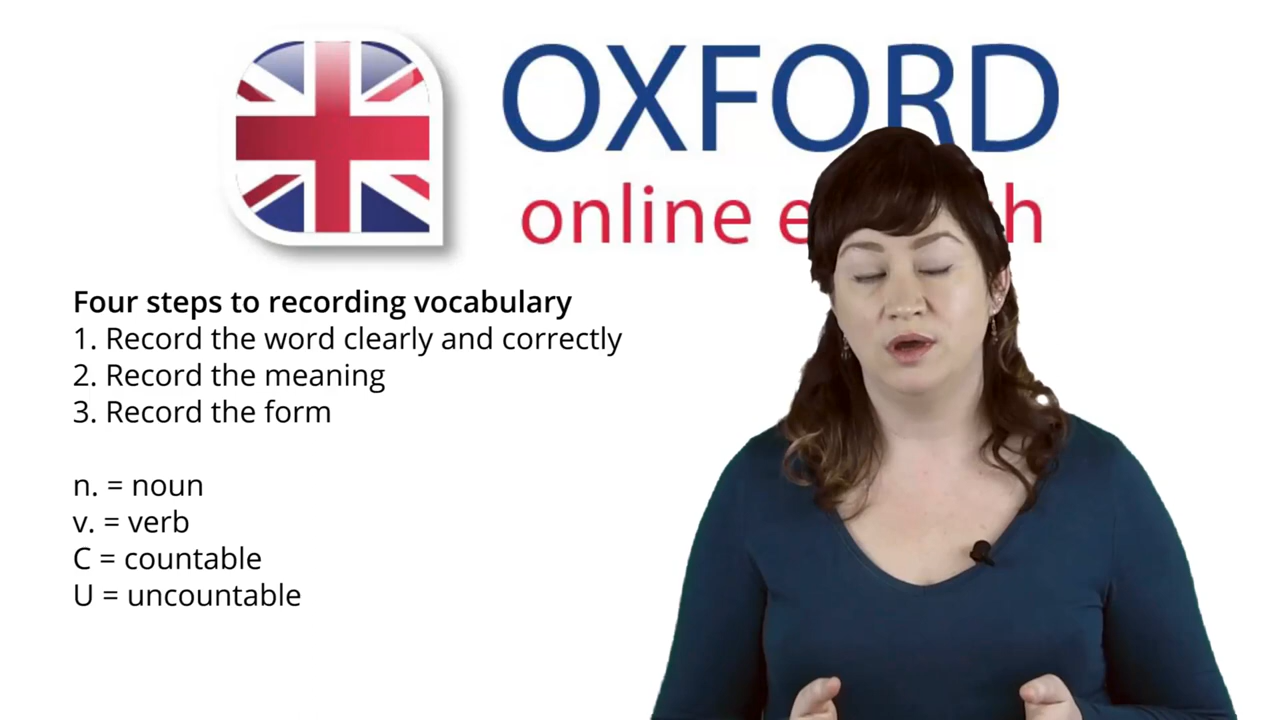 OXFORD
online
Four steps to recording vocabulary
1. Record the word clearly and correctly
2. Record the meaning
3. Record the form
n. = noun
v. = verb
C = countable
U = uncountable